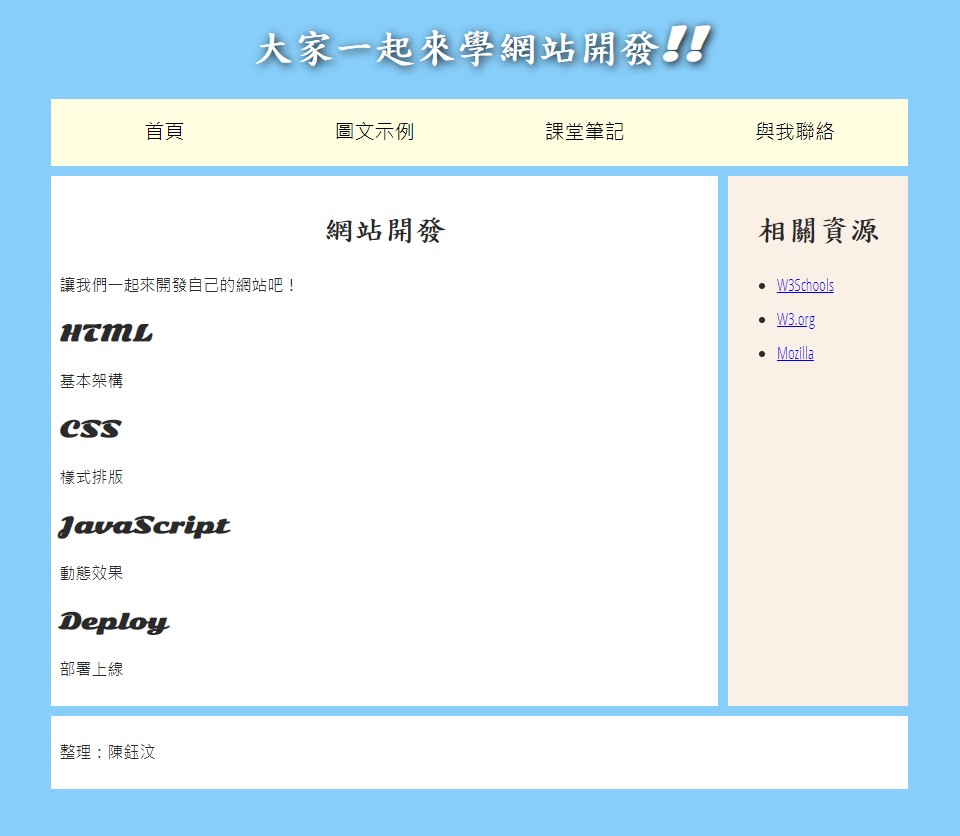 大家一起來學網站開發!!
首頁 圖文示例 課堂筆記 與我聯絡
網站開發
讓我們一起來開發自己的網站吧！
HTML
基本架構
CSS
樣式排版
JavaScript
動態效果
Deploy
部署上線
相關資源
W3Schools
W3.org
Mozilla
整理：陳鈺汶